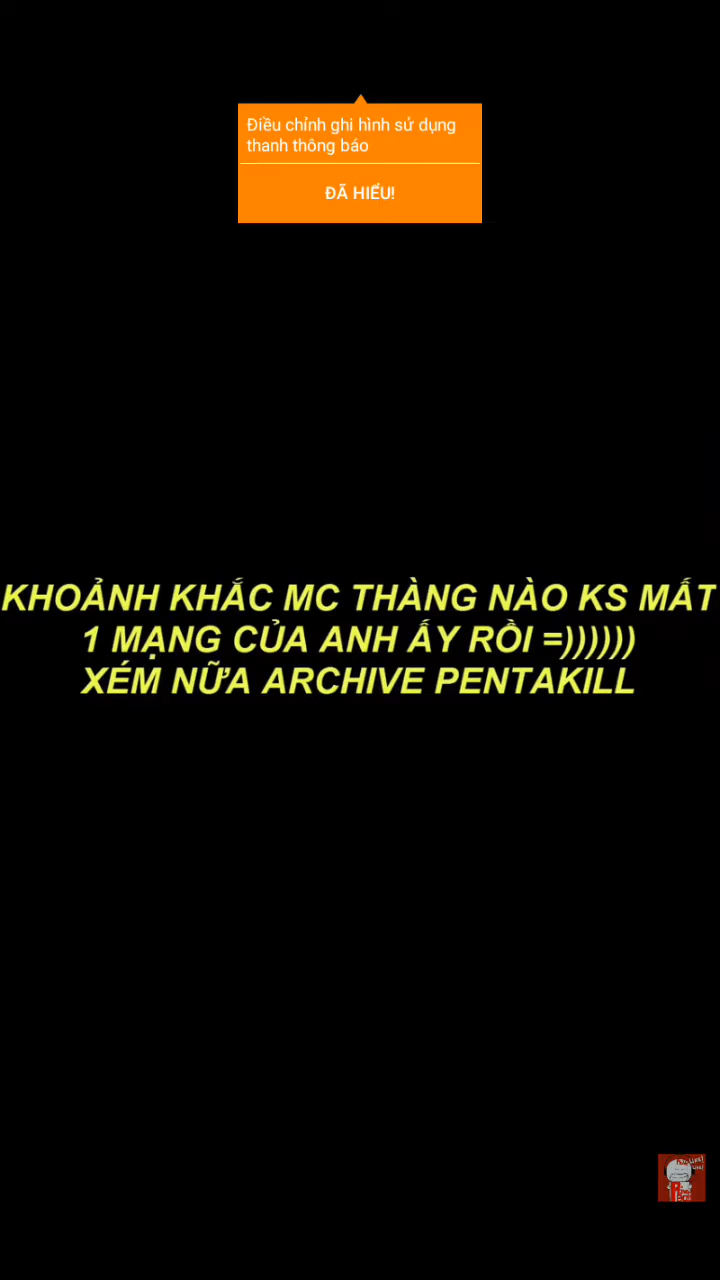 Điều chỉnh ghi hình sử dụng
thanh thông báo
ĐÃ HIỂU!
KHOẢNH KHẮC MC THÀNG NÀO KS MẤT
1 MẠNG CỦA ANH ẤY RỒI =))))))
XÉM NỮA ARCHIVE PENTAKILL